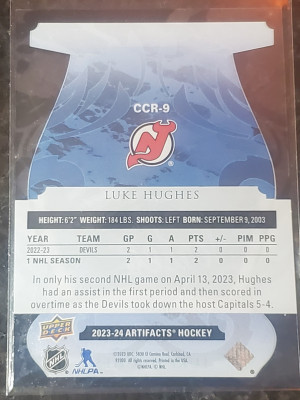 CCR-9
LUKE HUGHES
HEIGHT: 6'2" WEIGHT: 184 LBS. SHOOTS: LEFT BORN: SEPTEMBER 9, 2003
YEAR TEAM GP G A PTS +/- PIM PPG
2022-23 DEVILS 2 1 1 2 0 0 0
1 NHL SEASON 2 1 1 2 0 0 0
In only his second NHL game on April 13, 2023, Hughes
had an assist in the first period and then scored in
overtime as the Devils took down the host Capitals 5-4.
UPPER DECK
2023-24 ARTIFACTS® HOCKEY
NHL
NHLPA